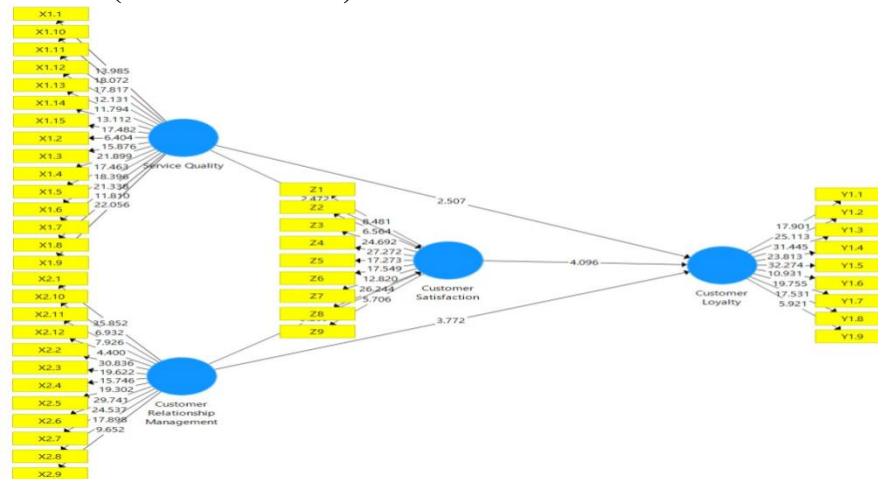 X1.1
X1.10
X1.11
X1.12
X1.13
X1.14
X1.15
X1.2
X1.3
X1.4
X1.5
X1.6
X1.7
X1.8
X1.9
13.985
18.072
17.817
12.131
11.794
13.112
17.482
6.404
15.876
21.899
17.463
18.396
21.338
11.810
22.056
Service Quality
X2.1
X2.10
X2.11
X2.12
X2.2
X2.3
X2.4
X2.5
X2.6
X2.7
X2.8
X2.9
35.852
6.932
7.926
4.400
30.836
19.622
15.746
19.302
29.741
24.537
17.898
9.652
Customer
Relationship
Management
Z1
Z2
Z3
Z4
Z5
Z6
Z7
Z8
Z9
2.472
8.481
6.564
24.692
27.272
17.273
17.549
12.820
26.244
5.706
Customer
Satisfaction
2.507
4.096
3.772
Customer
Loyalty
17.901
25.113
31.445
23.813
32.274
10.931
19.755
17.531
5.921
Y1.1
Y1.2
Y1.3
Y1.4
Y1.5
Y1.6
Y1.7
Y1.8
Y1.9